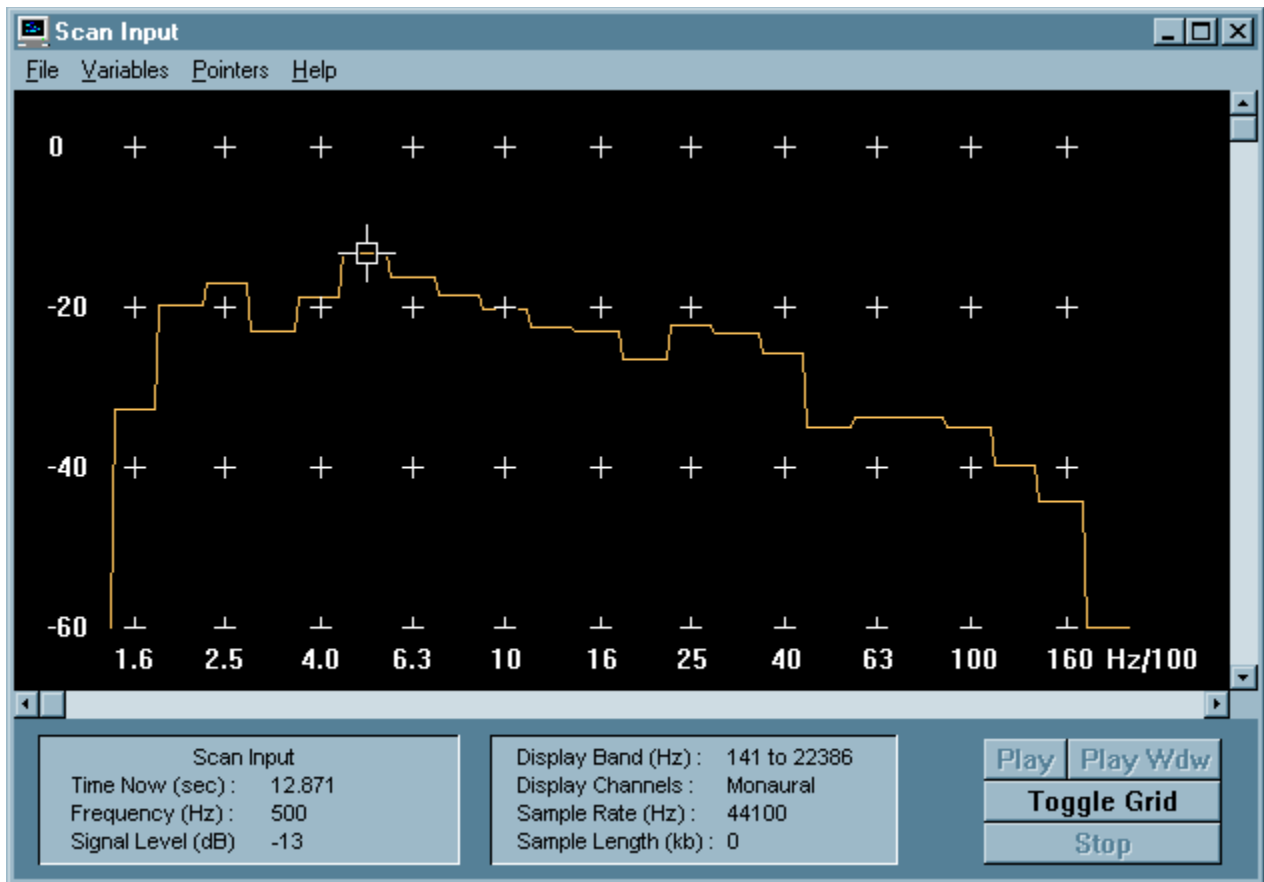 Scan Input
File Variables Pointers Help
0
-20
-40
-60
1.6 2.5 4.0 6.3 10 16 25 40 63 100 160 Hz/100
Scan Input
Time Now (sec) : 12.871
Frequency (Hz) : 500
Signal Level (dB) -13
Display Band (Hz) : 141 to 22386
Display Channels : Monaural
Sample Rate (Hz) : 44100
Sample Length (kb) : 0
Play Play Wdw
Toggle Grid
Stop